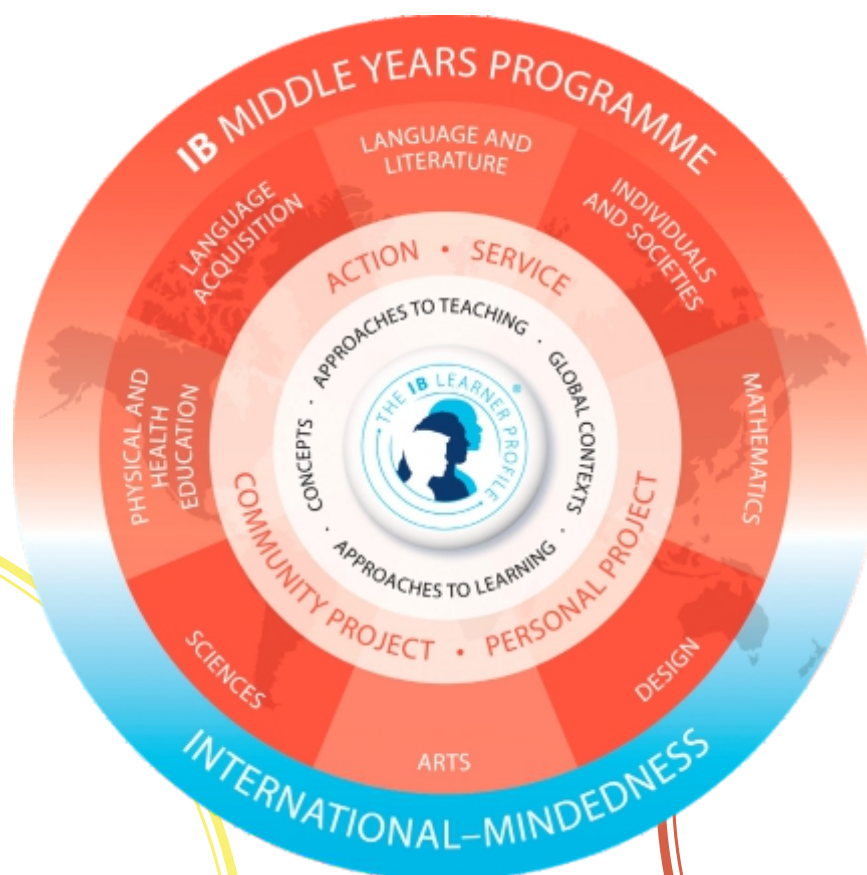 IB MIDDLE YEARS PROGRAMME
LANGUAGE AND
LITERATURE
INDIVIDUALS
AND SOCIETIES
MATHEMATICS
DESIGN
ARTS
SCIENCES
PHYSICAL AND
HEALTH
EDUCATION
LANGUAGE
ACQUISITION
ACTION • SERVICE
COMMUNITY PROJECT • PERSONAL PROJECT
APPROACHES TO TEACHING · GLOBAL CONTEXTS ·
CONCEPTS · APPROACHES TO LEARNING ·
THE IB LEARNER PROFILE
®
INTERNATIONAL–MINDEDNESS